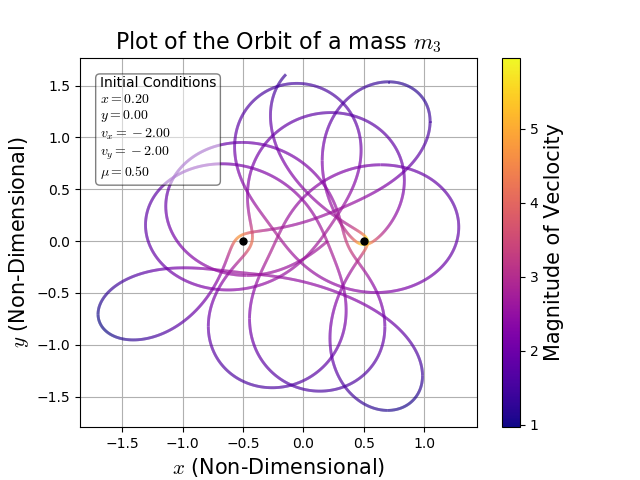 Plot of the Orbit of a mass m₃
Initial Conditions
x = 0.20
y = 0.00
vₓ = −2.00
v_y = −2.00
μ = 0.50
1.5
1.0
0.5
0.0
−0.5
−1.0
−1.5
y (Non-Dimensional)
−1.5 −1.0 −0.5 0.0 0.5 1.0
x (Non-Dimensional)
5
4
3
2
1
Magnitude of Veclocity